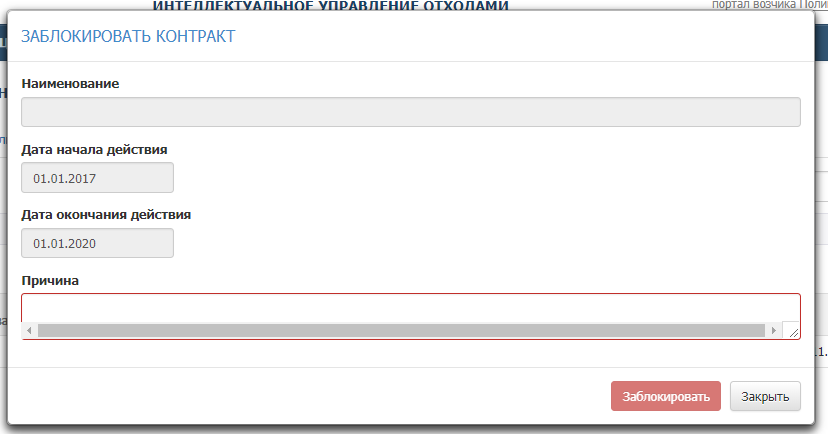 ИНТЕЛЛЕКТУАЛЬНОЕ УПРАВЛЕНИЕ ОТХОДАМИ
портал возчика Поли
ЗАБЛОКИРОВАТЬ КОНТРАКТ
Наименование
Дата начала действия
01.01.2017
Дата окончания действия
01.01.2020
Причина
Заблокировать
Закрыть